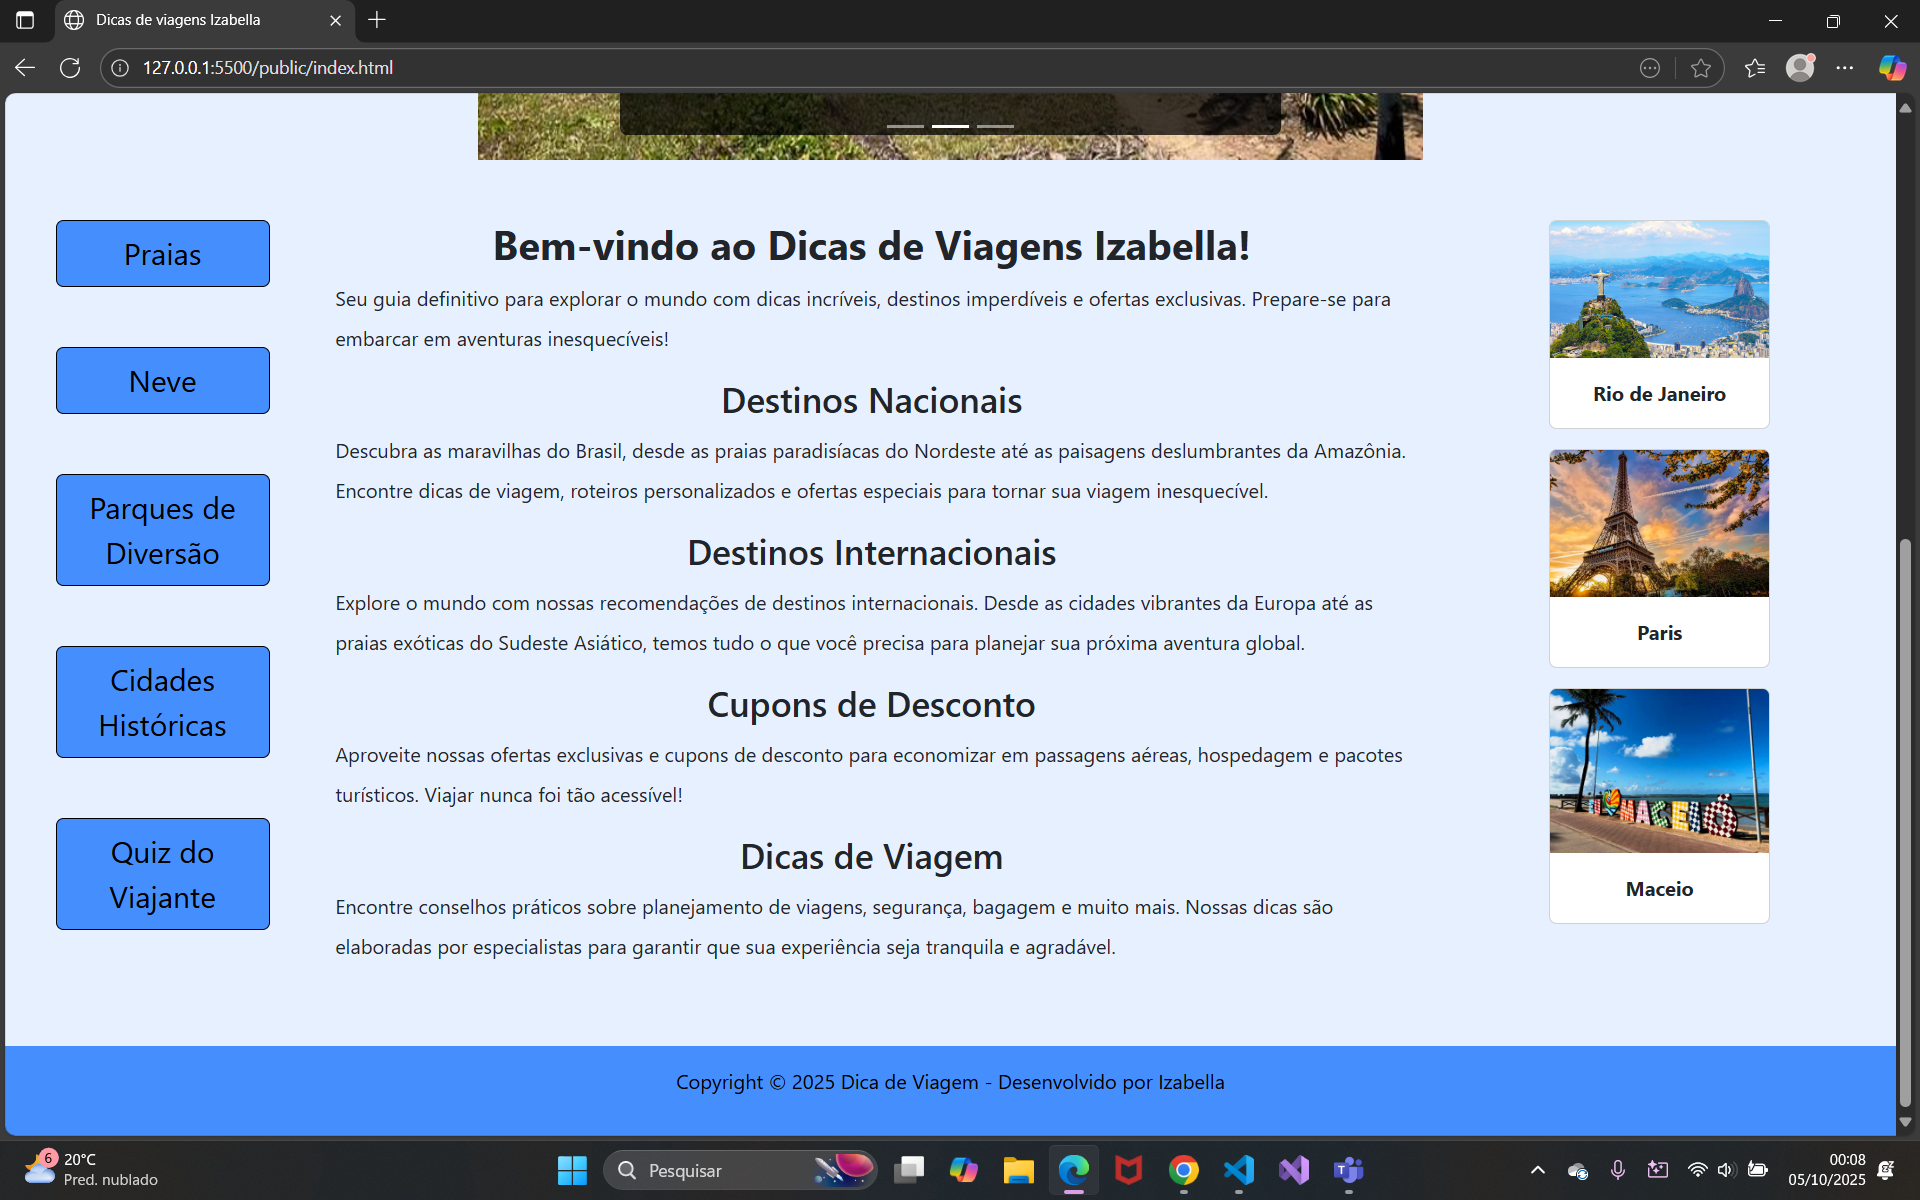 Dicas de viagens Izabella
127.0.0.1:5500/public/index.html
Praias
Neve
Parques de
Diversão
Cidades
Históricas
Quiz do
Viajante
Bem-vindo ao Dicas de Viagens Izabella!
Seu guia definitivo para explorar o mundo com dicas incríveis, destinos imperdíveis e ofertas exclusivas. Prepare-se para
embarcar em aventuras inesquecíveis!
Destinos Nacionais
Descubra as maravilhas do Brasil, desde as praias paradisíacas do Nordeste até as paisagens deslumbrantes da Amazônia.
Encontre dicas de viagem, roteiros personalizados e ofertas especiais para tornar sua viagem inesquecível.
Destinos Internacionais
Explore o mundo com nossas recomendações de destinos internacionais. Desde as cidades vibrantes da Europa até as
praias exóticas do Sudeste Asiático, temos tudo o que você precisa para planejar sua próxima aventura global.
Cupons de Desconto
Aproveite nossas ofertas exclusivas e cupons de desconto para economizar em passagens aéreas, hospedagem e pacotes
turísticos. Viajar nunca foi tão acessível!
Dicas de Viagem
Encontre conselhos práticos sobre planejamento de viagens, segurança, bagagem e muito mais. Nossas dicas são
elaboradas por especialistas para garantir que sua experiência seja tranquila e agradável.
Rio de Janeiro
Paris
MACEIÓ
Maceio
Copyright © 2025 Dica de Viagem - Desenvolvido por Izabella
6
20°C
Pred. nublado
Pesquisar
00:08
05/10/2025